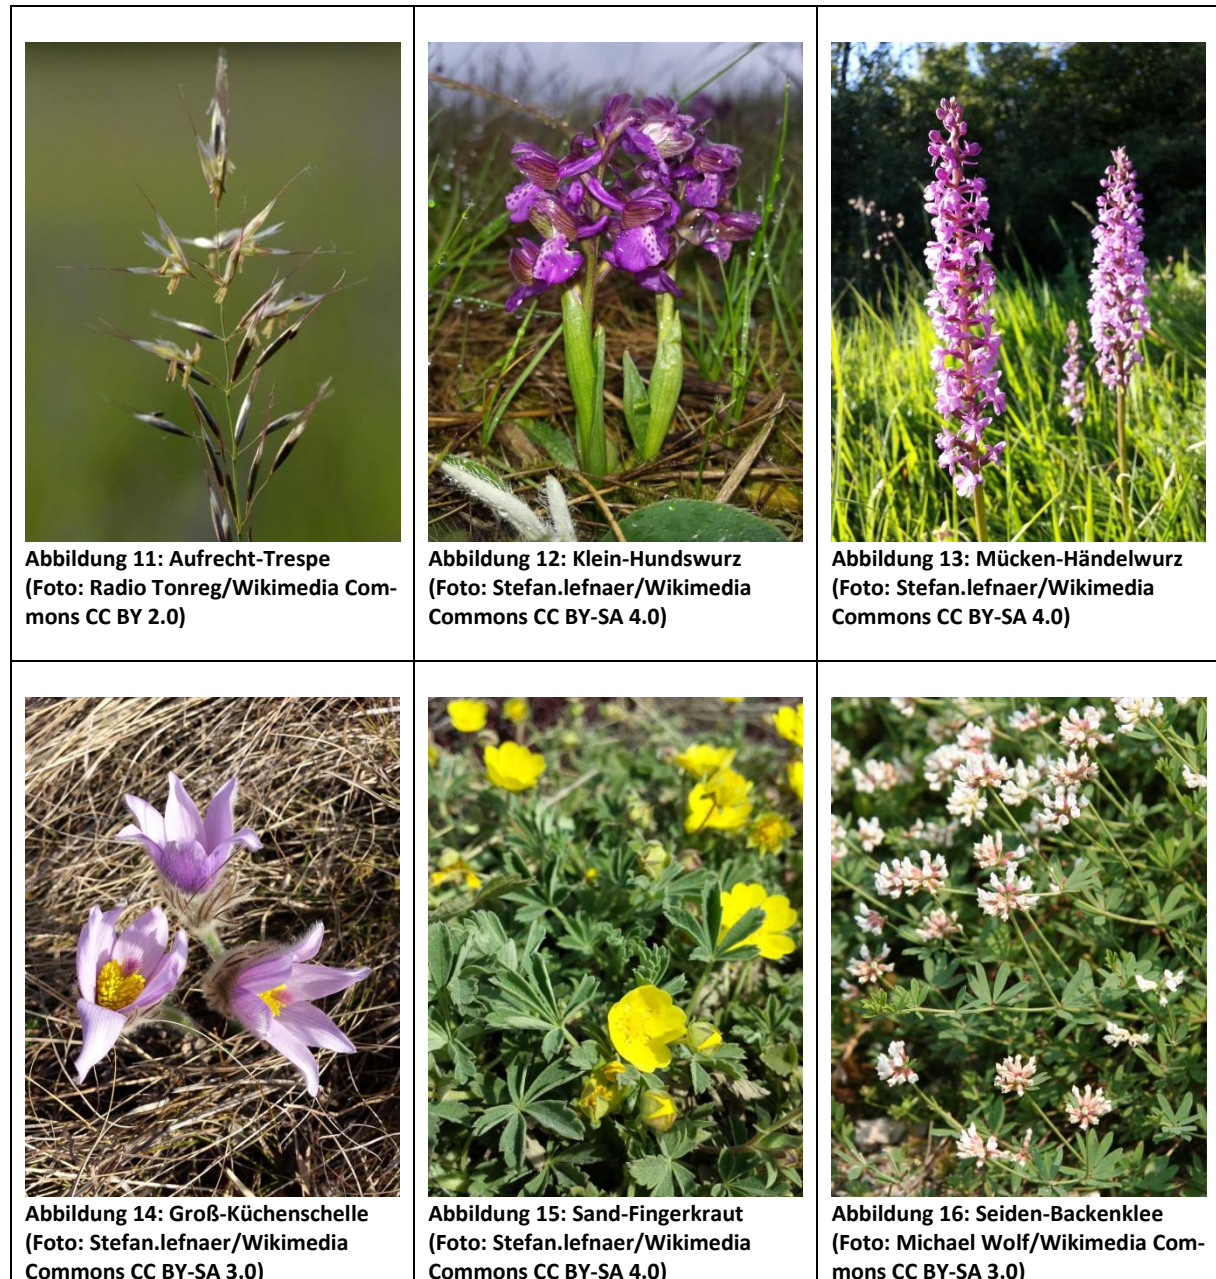 Abbildung 11: Aufrecht-Trespe
(Foto: Radio Tonreg/Wikimedia Com-
mons CC BY 2.0)
Abbildung 12: Klein-Hundswurz
(Foto: Stefan.lefnaer/Wikimedia
Commons CC BY-SA 4.0)
Abbildung 13: Mücken-Händelwurz
(Foto: Stefan.lefnaer/Wikimedia
Commons CC BY-SA 4.0)
Abbildung 14: Groß-Küchenschelle
(Foto: Stefan.lefnaer/Wikimedia
Commons CC BY-SA 3.0)
Abbildung 15: Sand-Fingerkraut
(Foto: Stefan.lefnaer/Wikimedia
Commons CC BY-SA 4.0)
Abbildung 16: Seiden-Backenklee
(Foto: Michael Wolf/Wikimedia Com-
mons CC BY-SA 3.0)